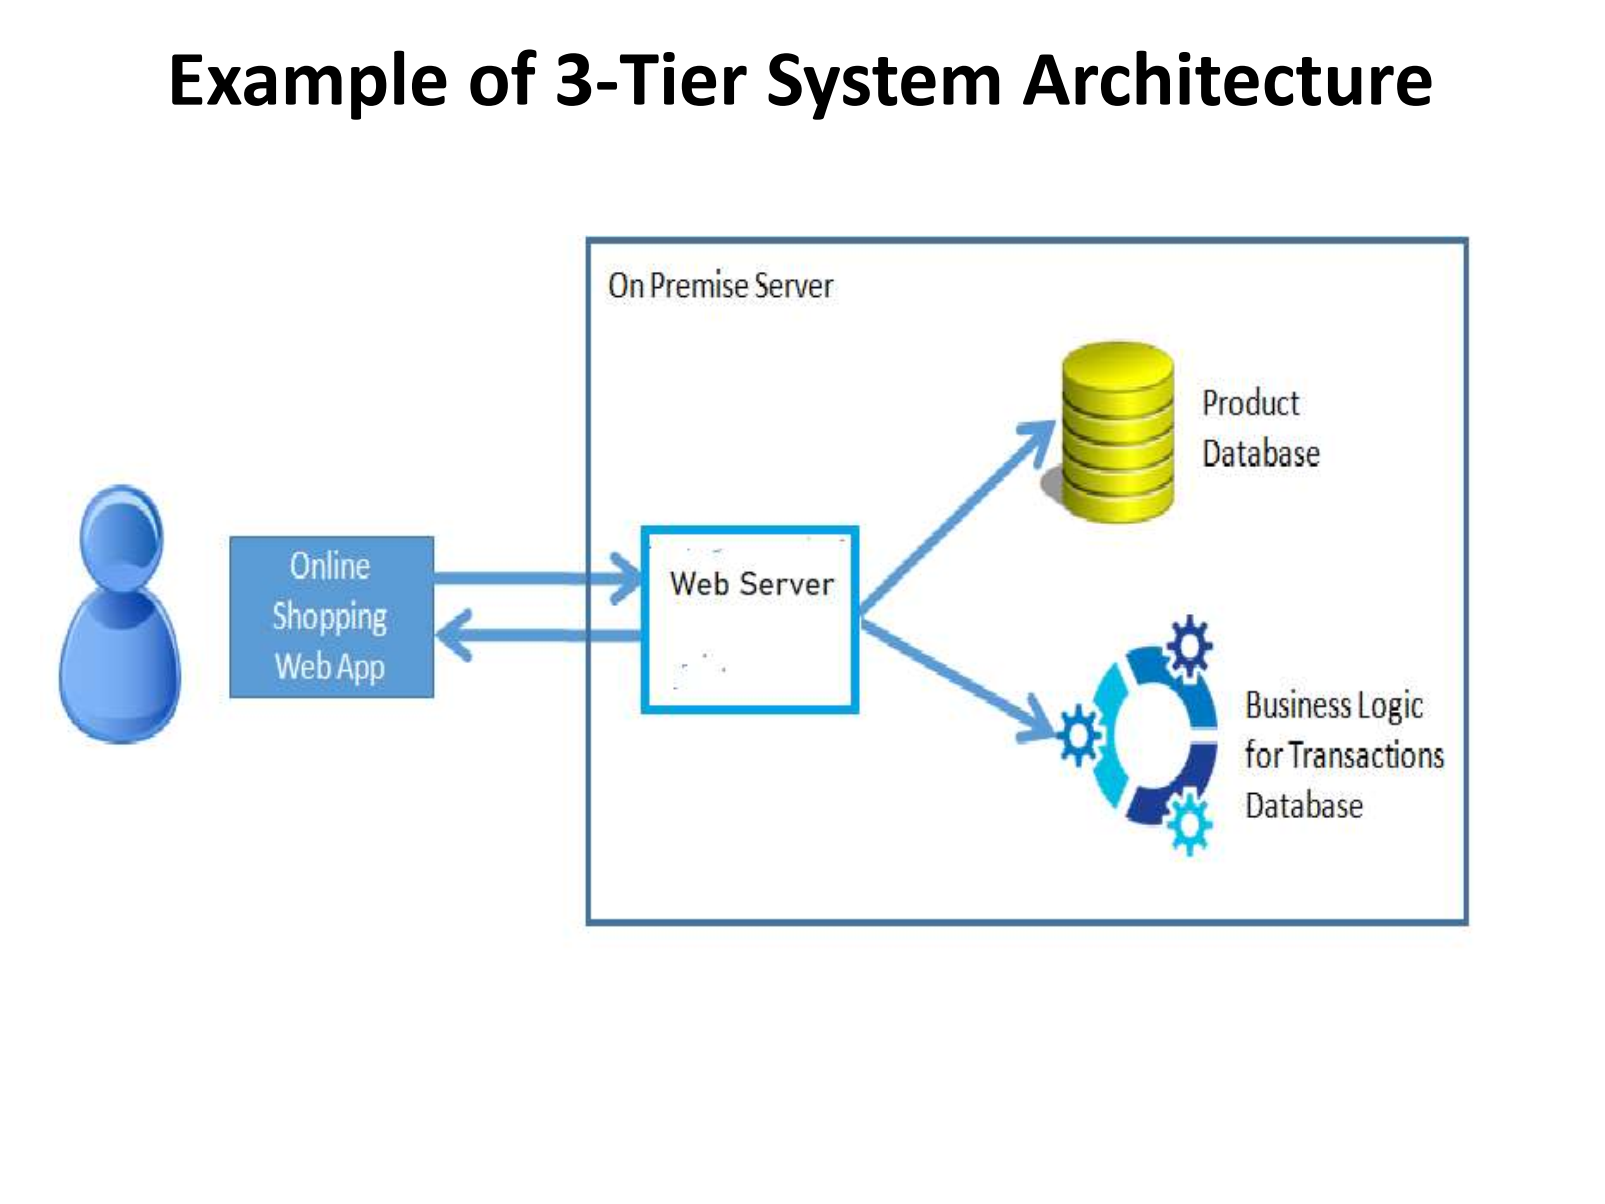 Example of 3-Tier System Architecture
On Premise Server
Product
Database
Online
Shopping
Web App
Web Server
Business Logic
for Transactions
Database